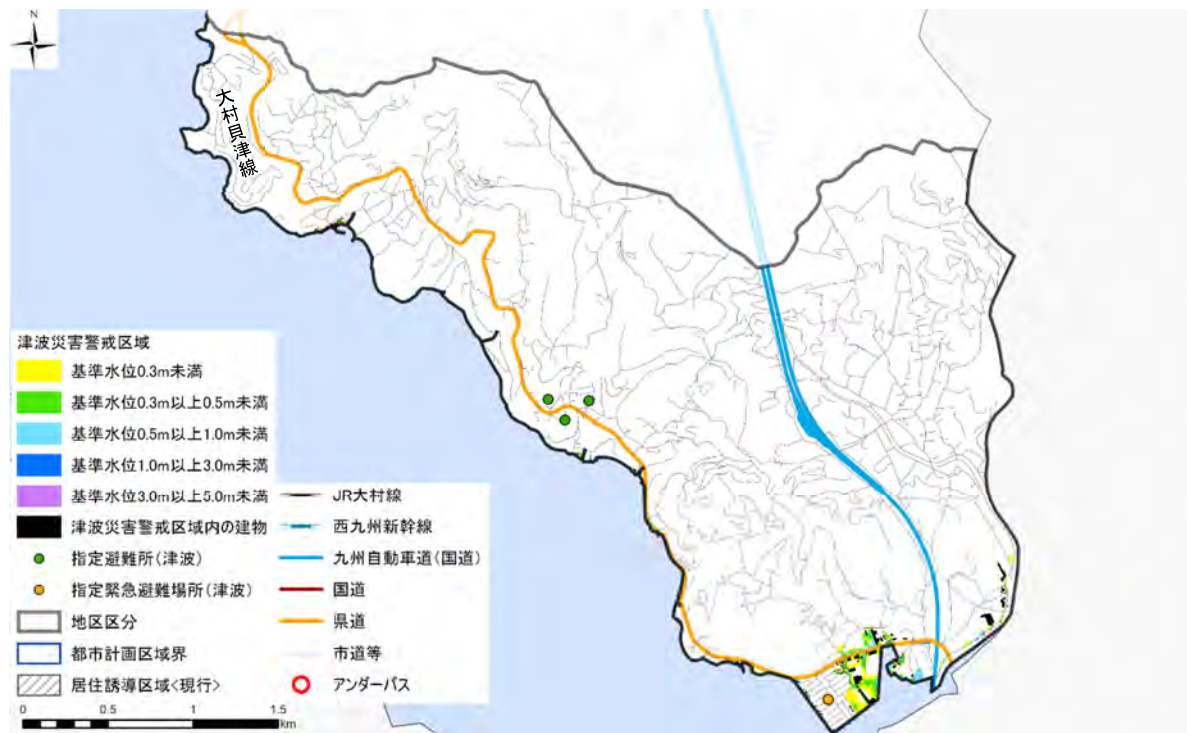 N
大村貝津線
津波災害警戒区域
基準水位0.3m未満
基準水位0.3m以上0.5m未満
基準水位0.5m以上1.0m未満
基準水位1.0m以上3.0m未満
基準水位3.0m以上5.0m未満
津波災害警戒区域内の建物
指定避難所(津波)
指定緊急避難場所(津波)
地区区分
都市計画区域界
居住誘導区域<現行>
JR大村線
西九州新幹線
九州自動車道(国道)
国道
県道
市道等
アンダーパス
0 0.5 1 1.5
km